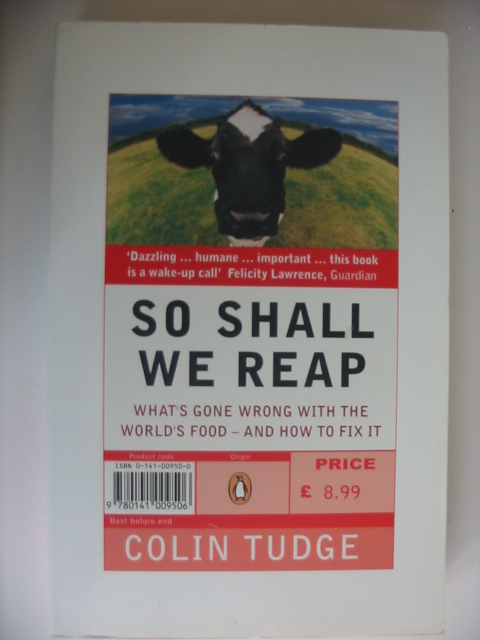 'Dazzling ... humane ... important ... this book
is a wake-up call' Felicity Lawrence, Guardian
SO SHALL
WE REAP
WHAT'S GONE WRONG WITH THE
WORLD'S FOOD – AND HOW TO FIX IT
Product code
Origin
PRICE
ISBN 0-141-00950-0
£ 8.99
9 780141 009506
Best before end
COLIN TUDGE